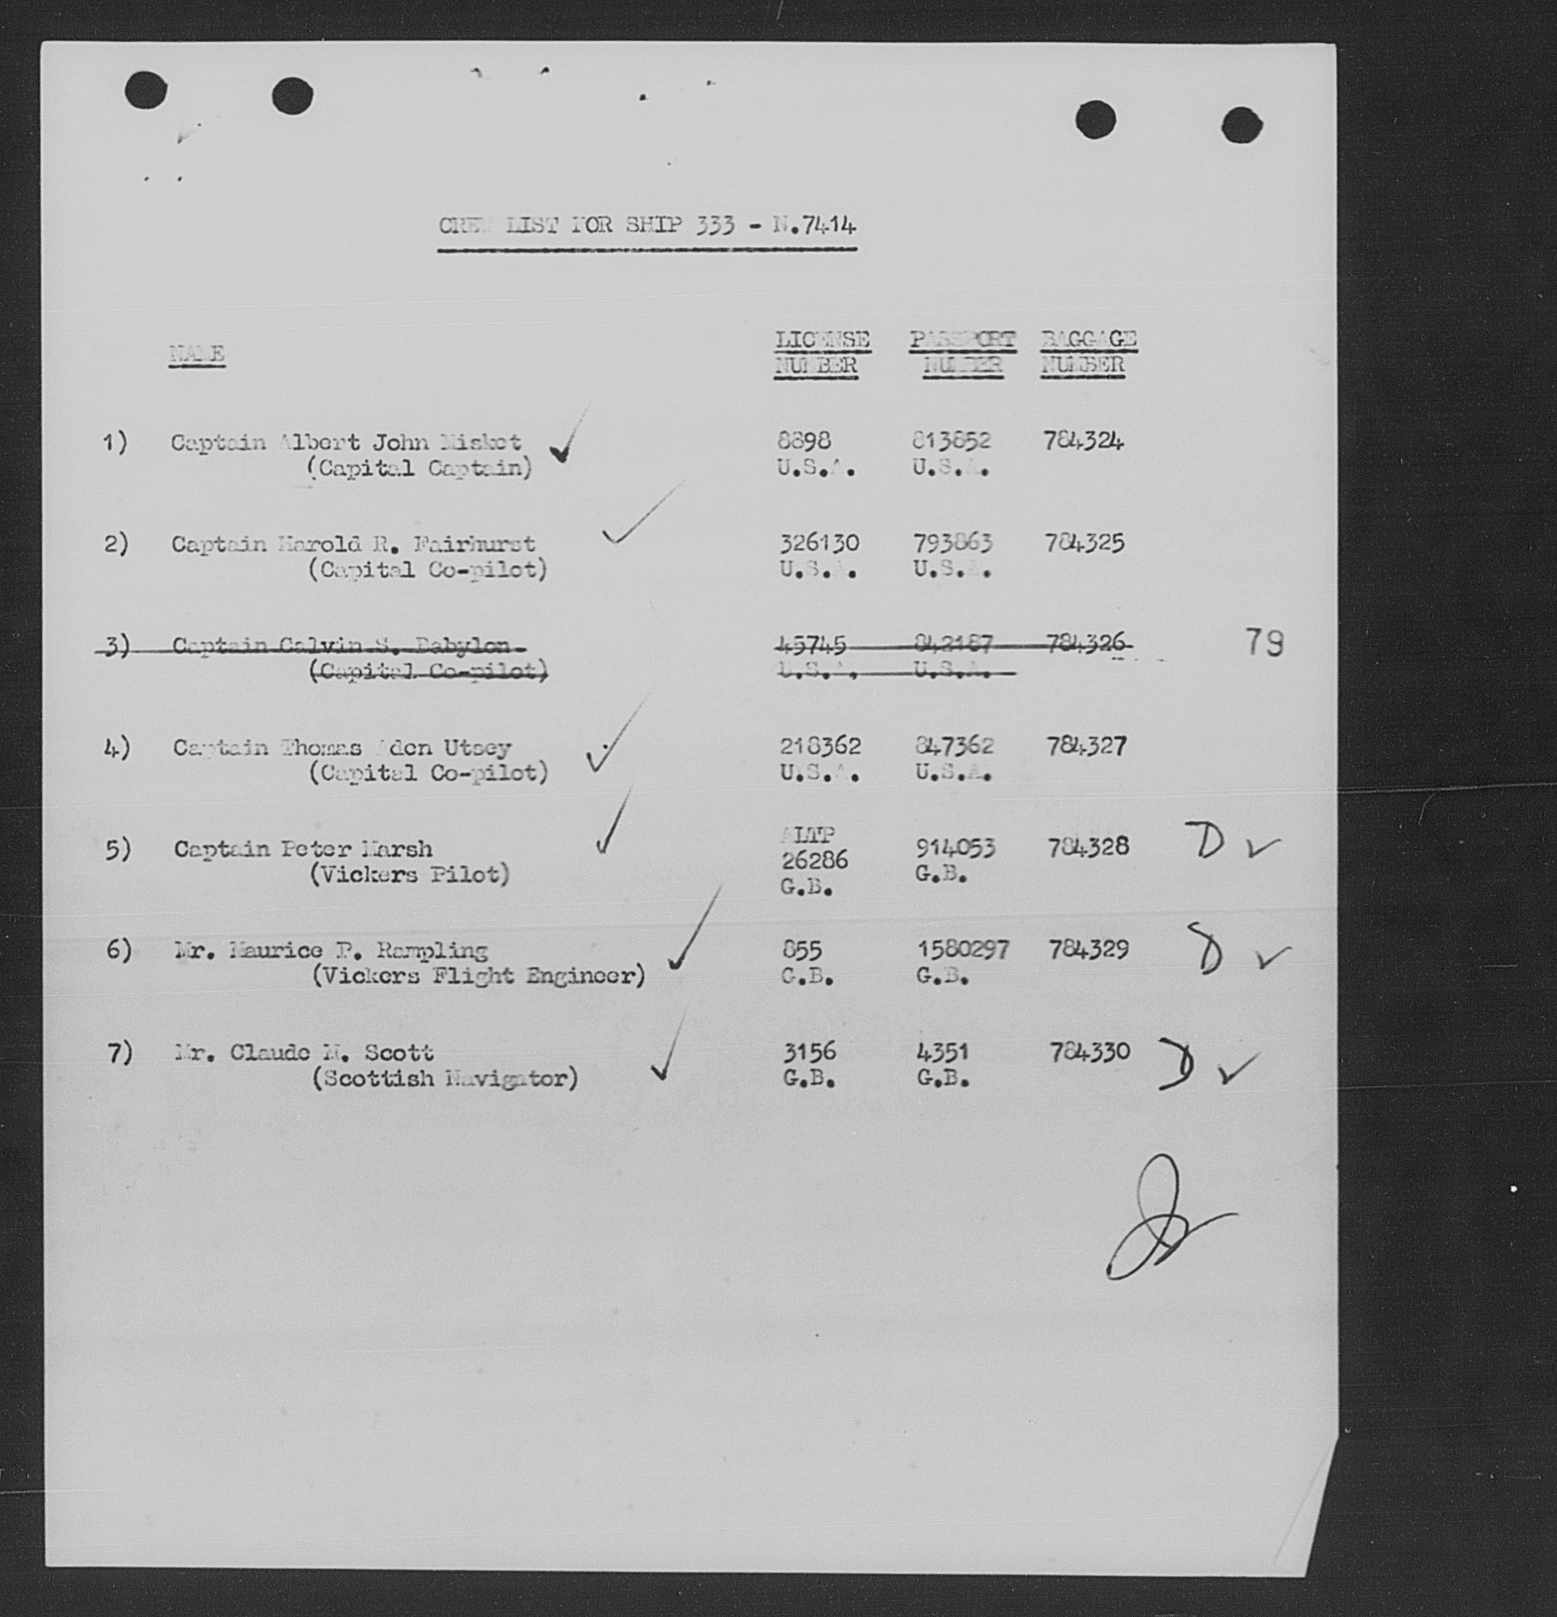 CREW LIST FOR SHIP 333 - N.7414
NAME LICENSE NUMBER PASSPORT NUMBER BAGGAGE NUMBER
1) Captain Albert John Misket 8898 813852 784324
(Capital Captain) U.S.A. U.S.A.
2) Captain Harold R. Fairhurst 326130 793863 784325
(Capital Co-pilot) U.S.A. U.S.A.
3) Captain Calvin S. Babylon 45745 842187 784326 79
(Capital Co-pilot) U.S.A. U.S.A.
4) Captain Thomas Aden Utsey 218362 847362 784327
(Capital Co-pilot) U.S.A. U.S.A.
ALTP
5) Captain Peter Marsh 26286 914053 784328 D
(Vickers Pilot) G.B. G.B.
6) Mr. Maurice P. Rampling 855 1580297 784329 D
(Vickers Flight Engineer) G.B. G.B.
7) Mr. Claude M. Scott 3156 4351 784330 D
(Scottish Navigator) G.B. G.B.